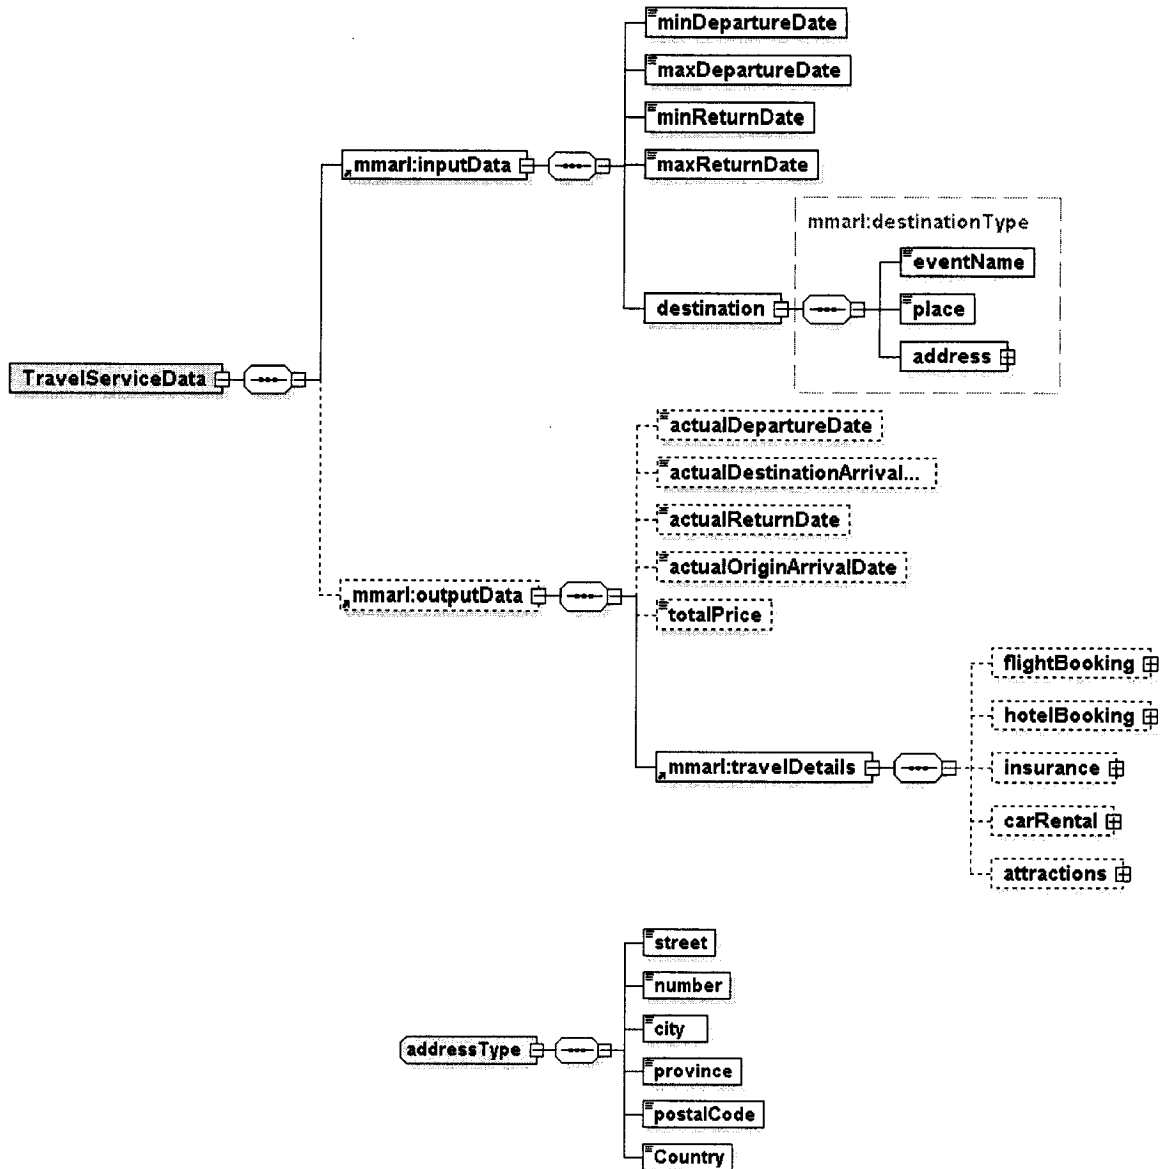 minDepartureDate
maxDepartureDate
minReturnDate
mmarl:inputData
maxReturnDate
mmarl:destinationType
eventName
destination
place
address
TravelServiceData
actualDepartureDate
actualDestinationArrival...
actualReturnDate
actualOriginArrivalDate
mmarl:outputData
totalPrice
flightBooking
hotelBooking
mmarl:travelDetails
insurance
carRental
attractions
street
number
city
addressType
province
postalCode
Country